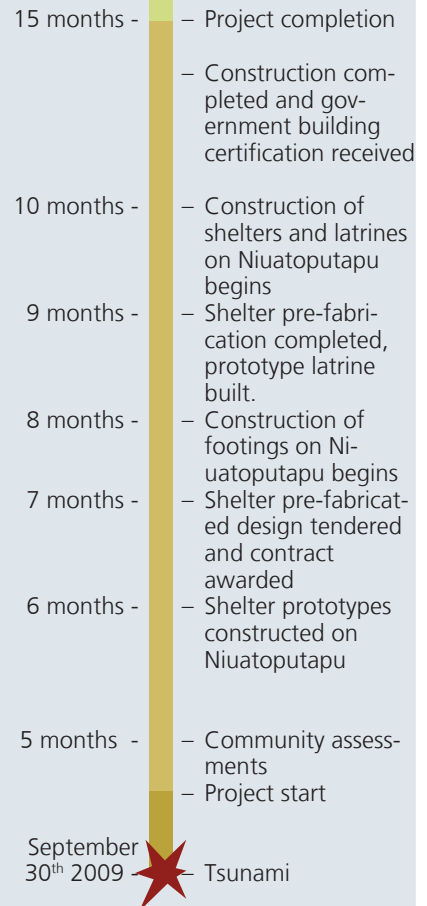 15 months - – Project completion
– Construction com-
pleted and gov-
ernment building
certification received
10 months - – Construction of
shelters and latrines
on Niuatoputapu
begins
9 months - – Shelter pre-fabri-
cation completed,
prototype latrine
built.
8 months - – Construction of
footings on Ni-
uatoputapu begins
7 months - – Shelter pre-fabricat-
ed design tendered
and contract
awarded
6 months - – Shelter prototypes
constructed on
Niuatoputapu
5 months - – Community assess-
ments
– Project start
September
30th 2009 - – Tsunami